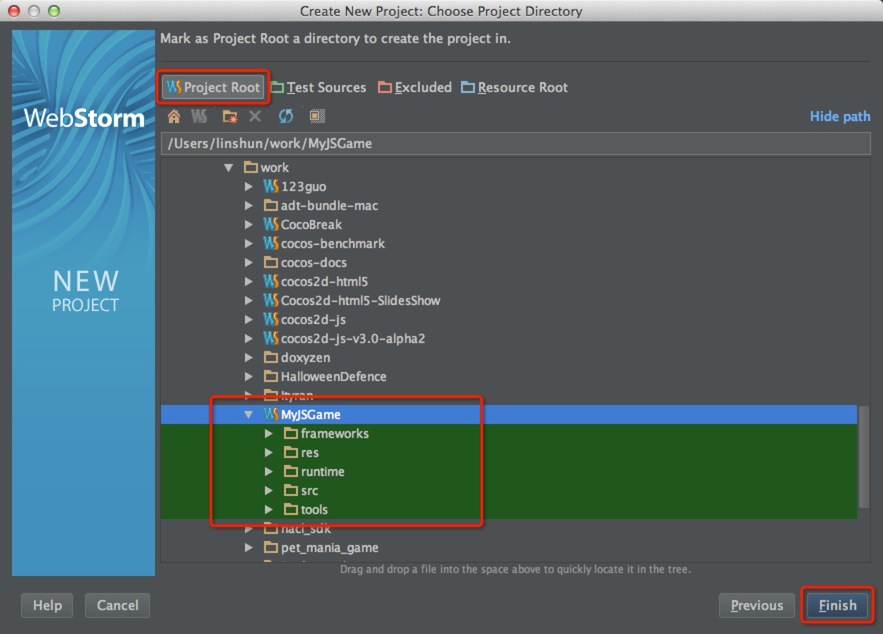 Create New Project: Choose Project Directory
Mark as Project Root a directory to create the project in.
Project Root Test Sources Excluded Resource Root
WebStorm
Hide path
/Users/linshun/work/MyJSGame
work
123guo
adt-bundle-mac
CocoBreak
cocos-benchmark
cocos-docs
cocos2d-html5
Cocos2d-html5-SlidesShow
cocos2d-js
cocos2d-js-v3.0-alpha2
doxyzen
HalloweenDefence
ityran
MyJSGame
frameworks
res
runtime
src
tools
nacl_sdk
pet_mania_game
NEW
PROJECT
Drag and drop a file into the space above to quickly locate it in the tree.
Help Cancel Previous Finish